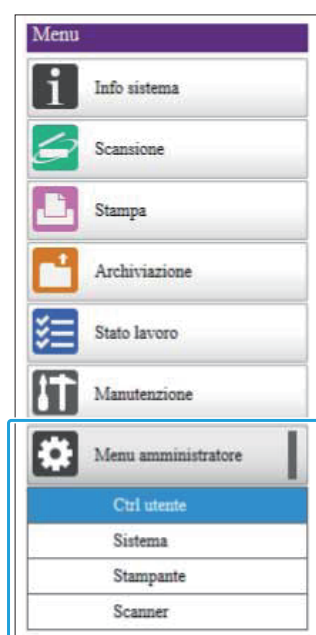 Menu
Info sistema
Scansione
Stampa
Archiviazione
Stato lavoro
Manutenzione
Menu amministratore
Ctrl utente
Sistema
Stampante
Scanner